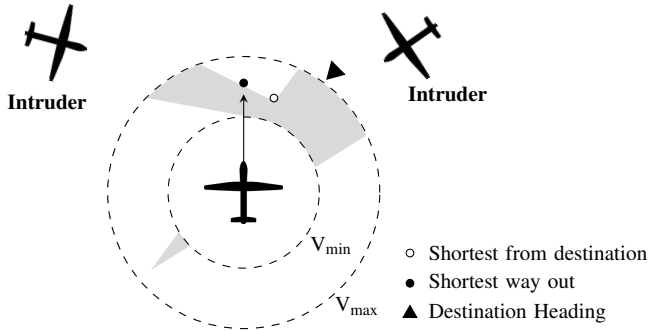 Intruder
Intruder
V_min
V_max
Shortest from destination
Shortest way out
Destination Heading